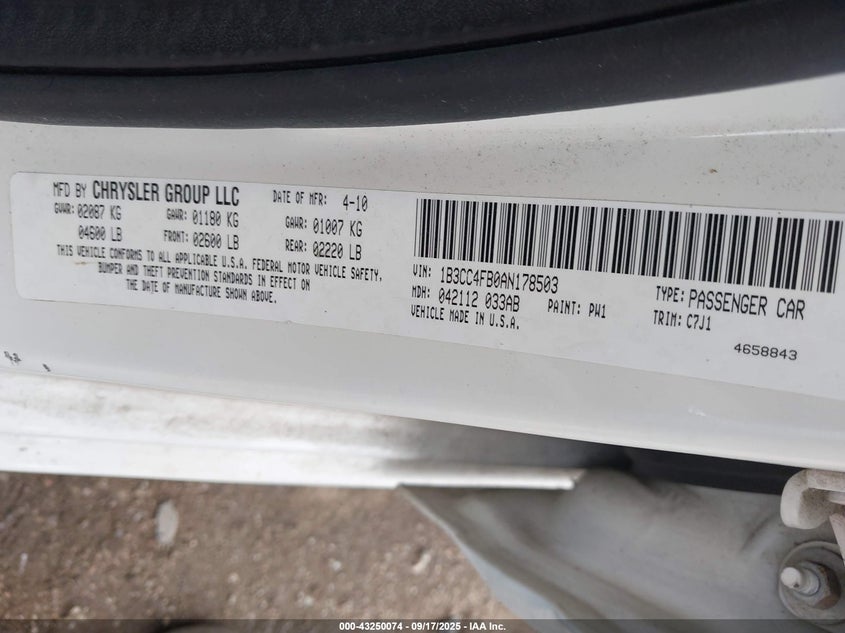 MFD BY CHRYSLER GROUP LLC DATE OF MFR: 4-10
GVWR: 02087 KG GAWR: 01180 KG GAWR: 01007 KG
04600 LB FRONT: 02600 LB REAR: 02220 LB
THIS VEHICLE CONFORMS TO ALL APPLICABLE U.S.A. FEDERAL MOTOR VEHICLE SAFETY,
BUMPER AND THEFT PREVENTION STANDARDS IN EFFECT ON
THE DATE OF MANUFACTURE SHOWN ABOVE.
VIN: 1B3CC4FB0AN178503 TYPE: PASSENGER CAR
MDH: 042112 033AB PAINT: PW1 TRIM: C7J1
VEHICLE MADE IN U.S.A.
4658843
000-43250074 - 09/17/2025 - IAA Inc.